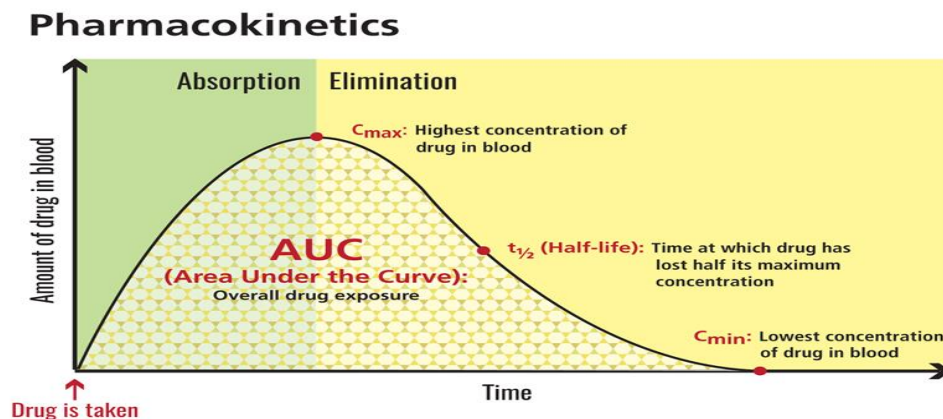 Pharmacokinetics
Absorption
Elimination
Cmax: Highest concentration of
drug in blood
Amount of drug in blood
AUC
(Area Under the Curve):
Overall drug exposure
t½ (Half-life): Time at which drug has
lost half its maximum
concentration
Cmin: Lowest concentration
of drug in blood
Time
Drug is taken